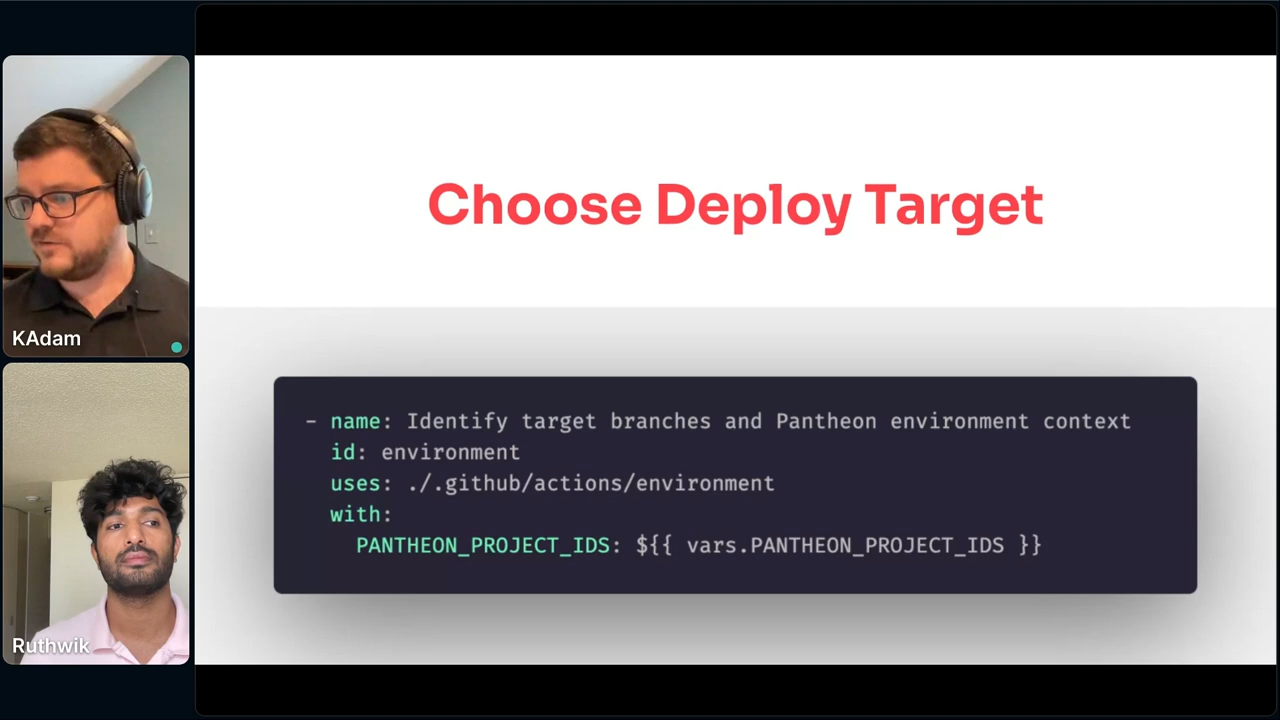 Choose Deploy Target
- name: Identify target branches and Pantheon environment context
id: environment
uses: ./.github/actions/environment
with:
PANTHEON_PROJECT_IDS: ${{ vars.PANTHEON_PROJECT_IDS }}
KAdam
Ruthwik